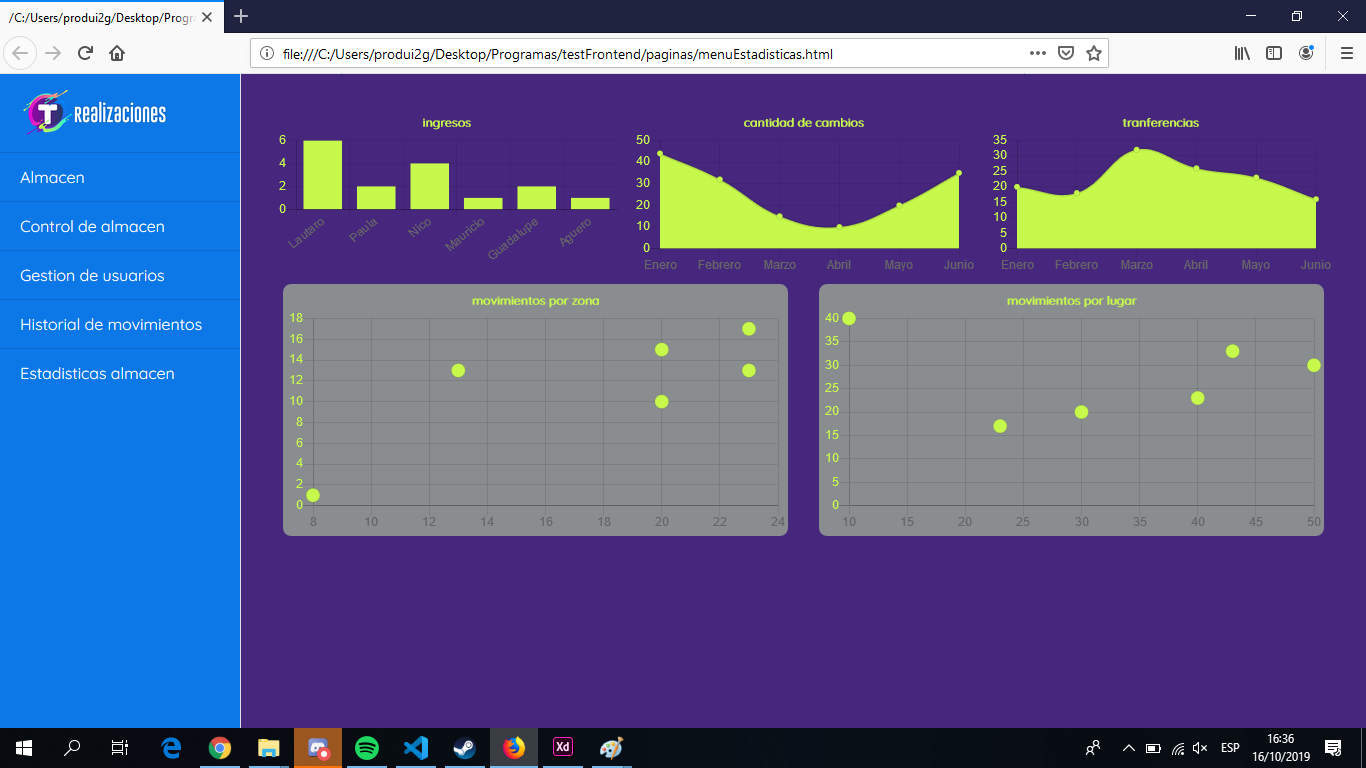 /C:/Users/produi2g/Desktop/Progra
file:///C:/Users/produi2g/Desktop/Programas/testFrontend/paginas/menuEstadisticas.html
T REALIZACIONES
Almacen
Control de almacen
Gestion de usuarios
Historial de movimientos
Estadisticas almacen
ingresos
6
4
2
0
Lautaro Paula Nico Mauricio Guadalupe Aguero
cantidad de cambios
50
40
30
20
10
0
Enero Febrero Marzo Abril Mayo Junio
tranferencias
35
30
25
20
15
10
5
0
Enero Febrero Marzo Abril Mayo Junio
movimientos por zona
18
16
14
12
10
8
6
4
2
0
8 10 12 14 16 18 20 22 24
movimientos por lugar
40
35
30
25
20
15
10
5
0
10 15 20 25 30 35 40 45 50
Xd
ESP
16:36
16/10/2019